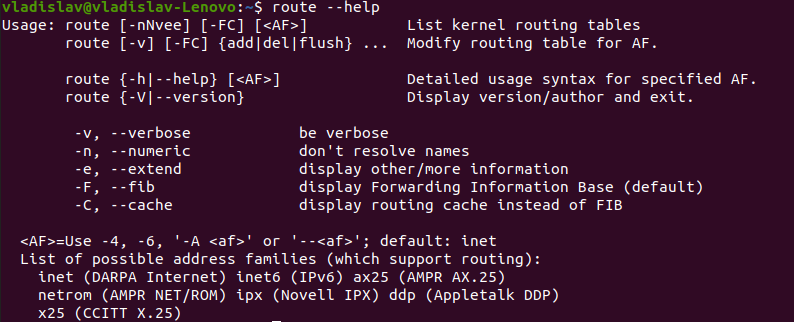 vladislav@vladislav-Lenovo:~$ route --help
Usage: route [-nNvee] [-FC] [<AF>]           List kernel routing tables
       route [-v] [-FC] {add|del|flush} ...  Modify routing table for AF.

       route {-h|--help} [<AF>]              Detailed usage syntax for specified AF.
       route {-V|--version}                  Display version/author and exit.

        -v, --verbose            be verbose
        -n, --numeric            don't resolve names
        -e, --extend             display other/more information
        -F, --fib                display Forwarding Information Base (default)
        -C, --cache              display routing cache instead of FIB

  <AF>=Use -4, -6, '-A <af>' or '--<af>'; default: inet
  List of possible address families (which support routing):
    inet (DARPA Internet) inet6 (IPv6) ax25 (AMPR AX.25)
    netrom (AMPR NET/ROM) ipx (Novell IPX) ddp (Appletalk DDP)
    x25 (CCITT X.25)